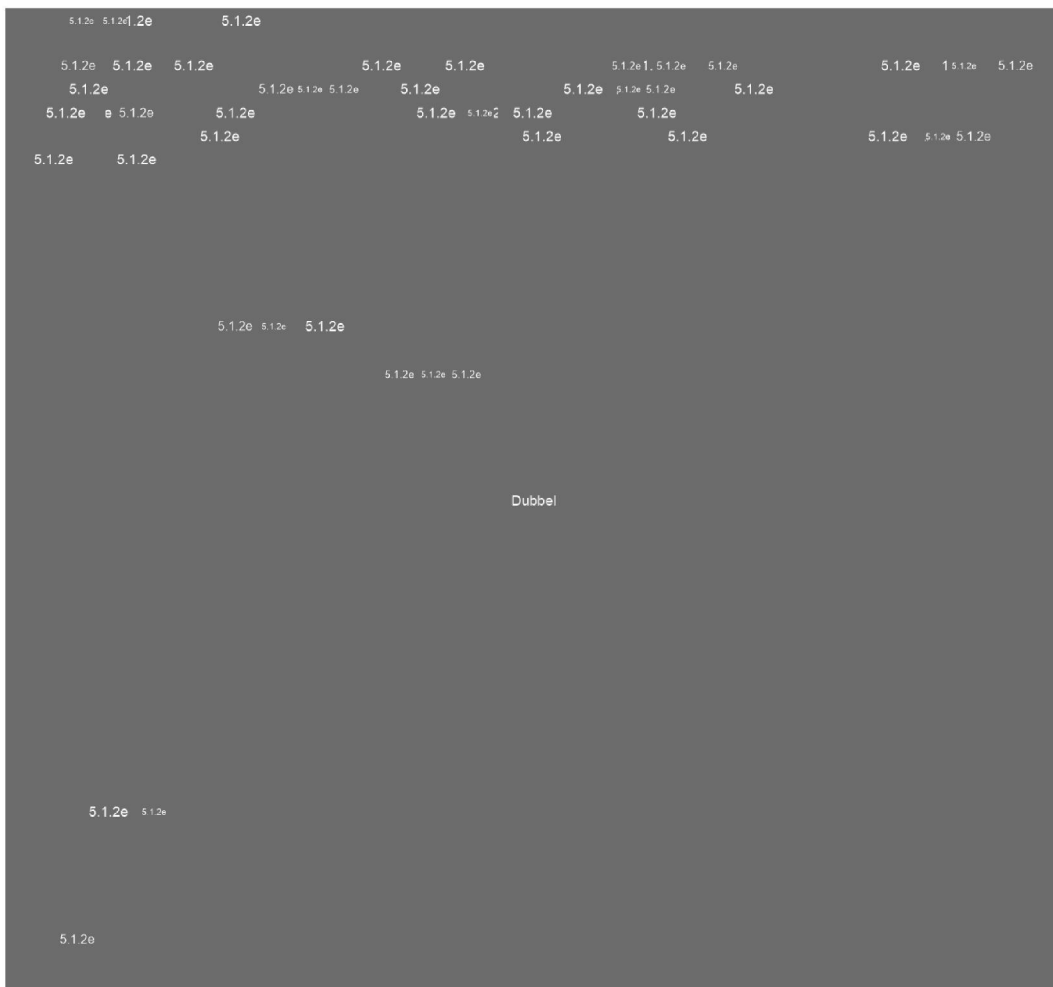 5.1.2e 5.1.2e 1.2e 5.1.2e
5.1.2e 5.1.2e 5.1.2e 5.1.2e 5.1.2e 5.1.2e 1. 5.1.2e 5.1.2e 5.1.2e 1 5.1.2e 5.1.2e
5.1.2e 5.1.2e 5.1.2e 5.1.2e 5.1.2e 5.1.2e 5.1.2e 5.1.2e 5.1.2e
5.1.2e e 5.1.2e 5.1.2e 5.1.2e 5.1.2e 2 5.1.2e 5.1.2e
5.1.2e 5.1.2e 5.1.2e 5.1.2e 5.1.2e 5.1.2e
5.1.2e 5.1.2e
5.1.2e 5.1.2e 5.1.2e
5.1.2e 5.1.2e 5.1.2e
Dubbel
5.1.2e 5.1.2e
5.1.2e